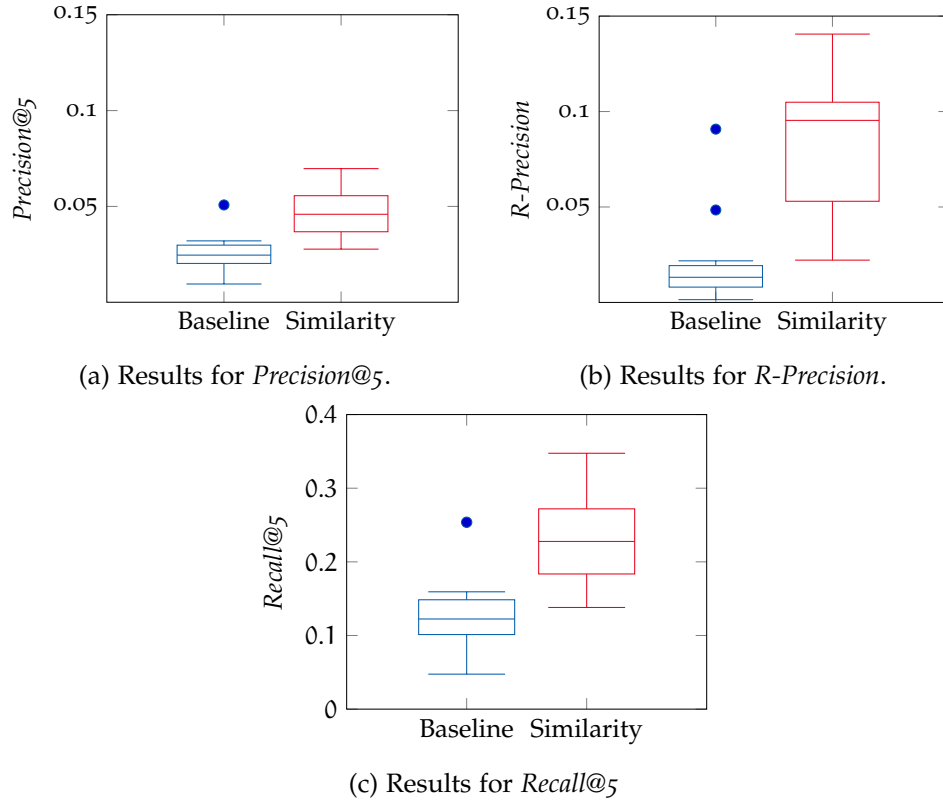 0.15
0.1
0.05
Precision@5
Baseline Similarity
(a) Results for Precision@5.
0.15
0.1
0.05
R-Precision
Baseline Similarity
(b) Results for R-Precision.
0.4
0.3
0.2
0.1
0
Recall@5
Baseline Similarity
(c) Results for Recall@5